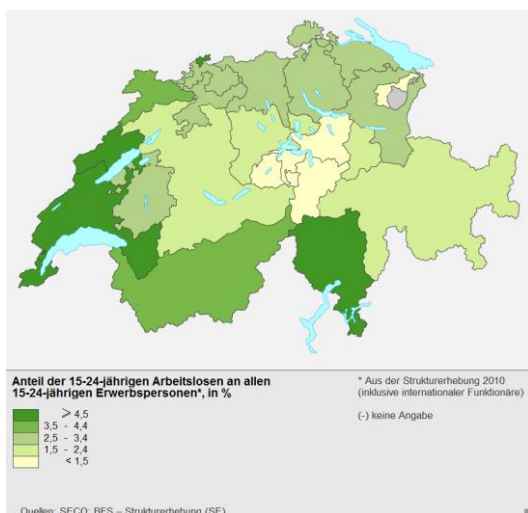 Anteil der 15-24-jährigen Arbeitslosen an allen
15-24-jährigen Erwerbspersonen*, in %
⩾ 4,5
3,5 - 4,4
2,5 - 3,4
1,5 - 2,4
< 1,5
* Aus der Strukturerhebung 2010
(inklusive internationaler Funktionäre)
(-) keine Angabe
Quellen: SECO; BFS – Strukturerhebung (SE)